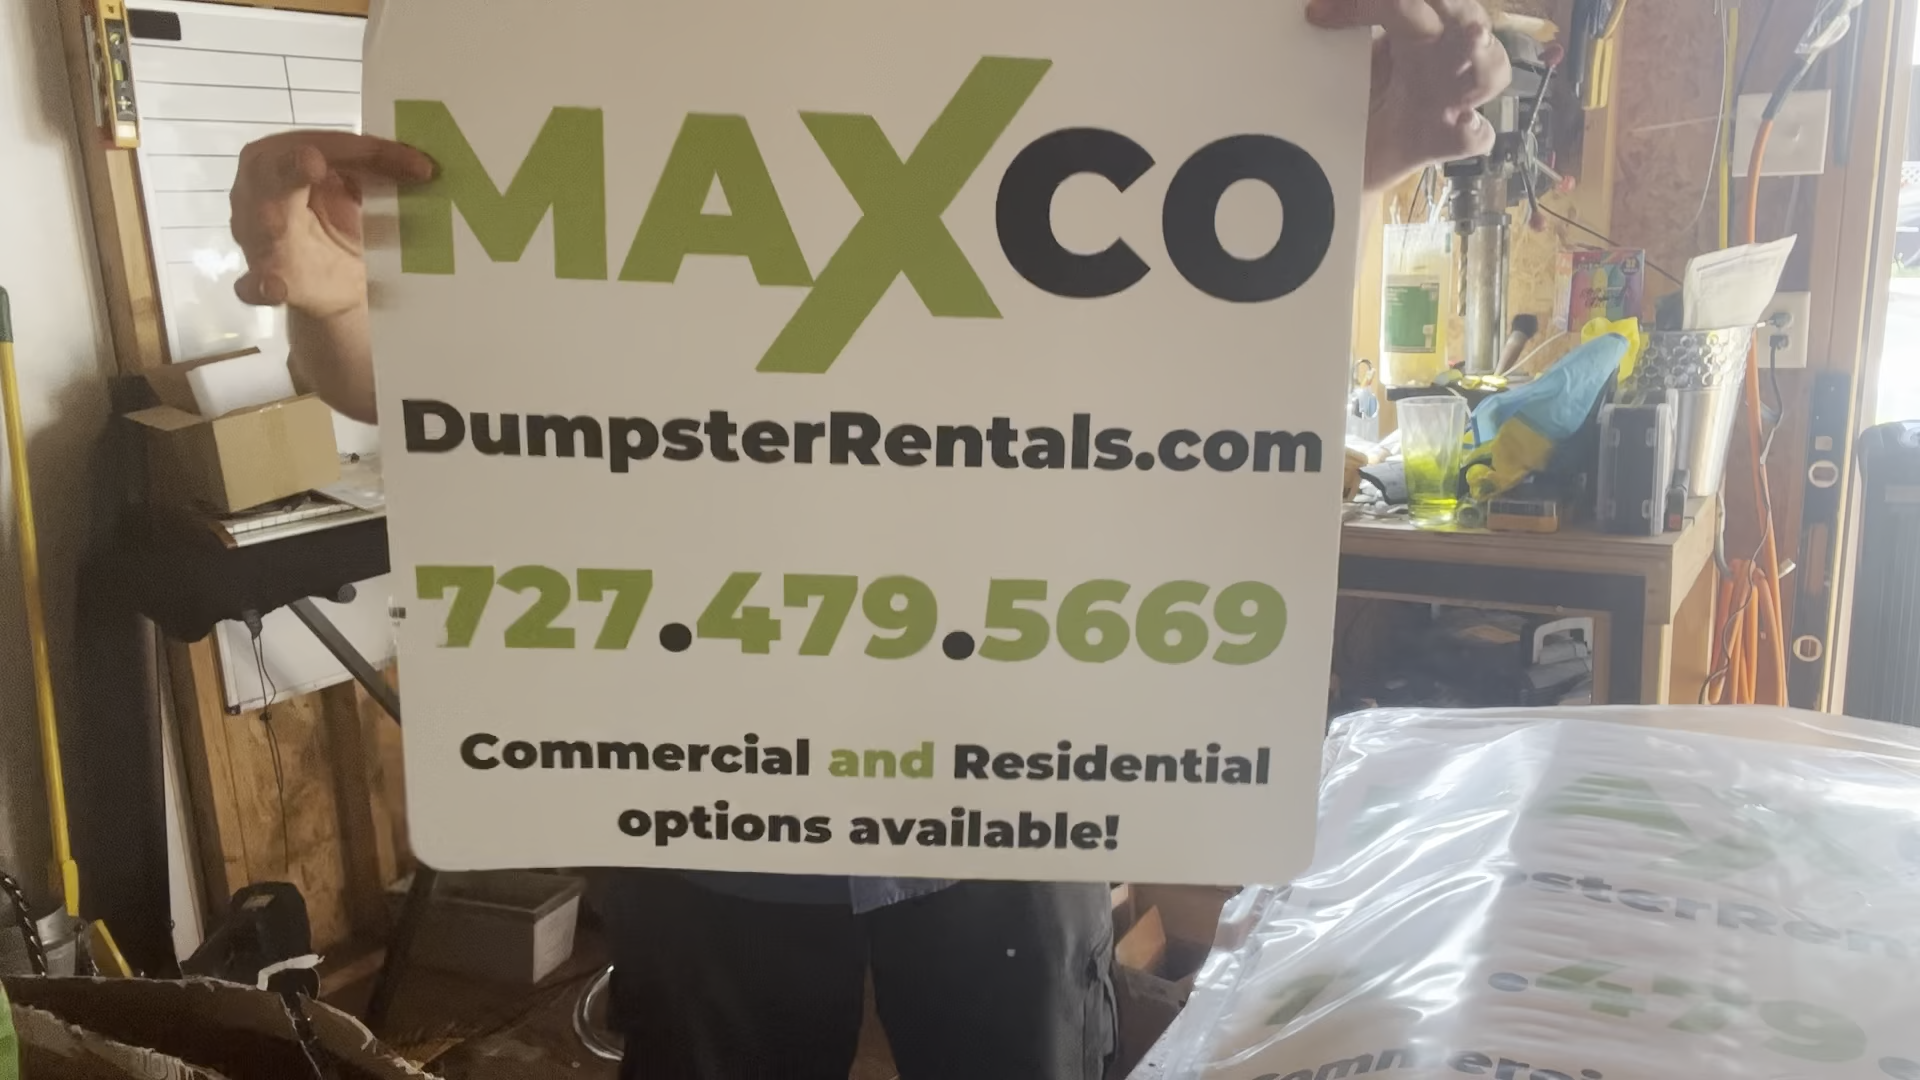 MAXCO
DumpsterRentals.com
727.479.5669
Commercial and Residential
options available!